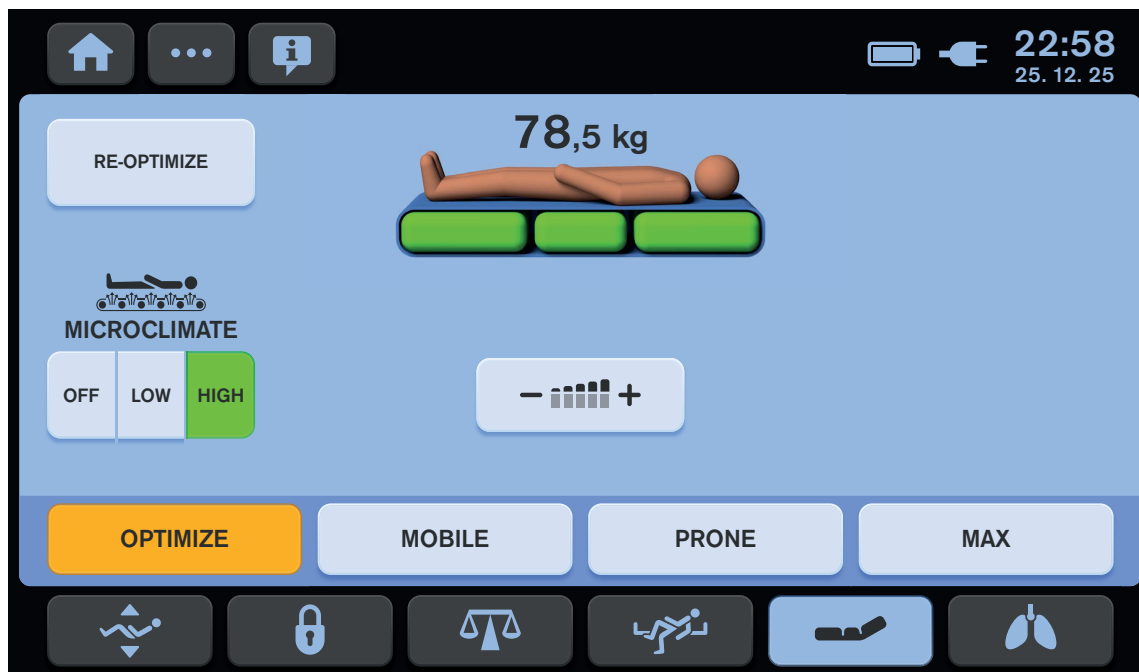 22:58
25. 12. 25
RE-OPTIMIZE
78,5 kg
MICROCLIMATE
OFF LOW HIGH
- +
OPTIMIZE MOBILE PRONE MAX